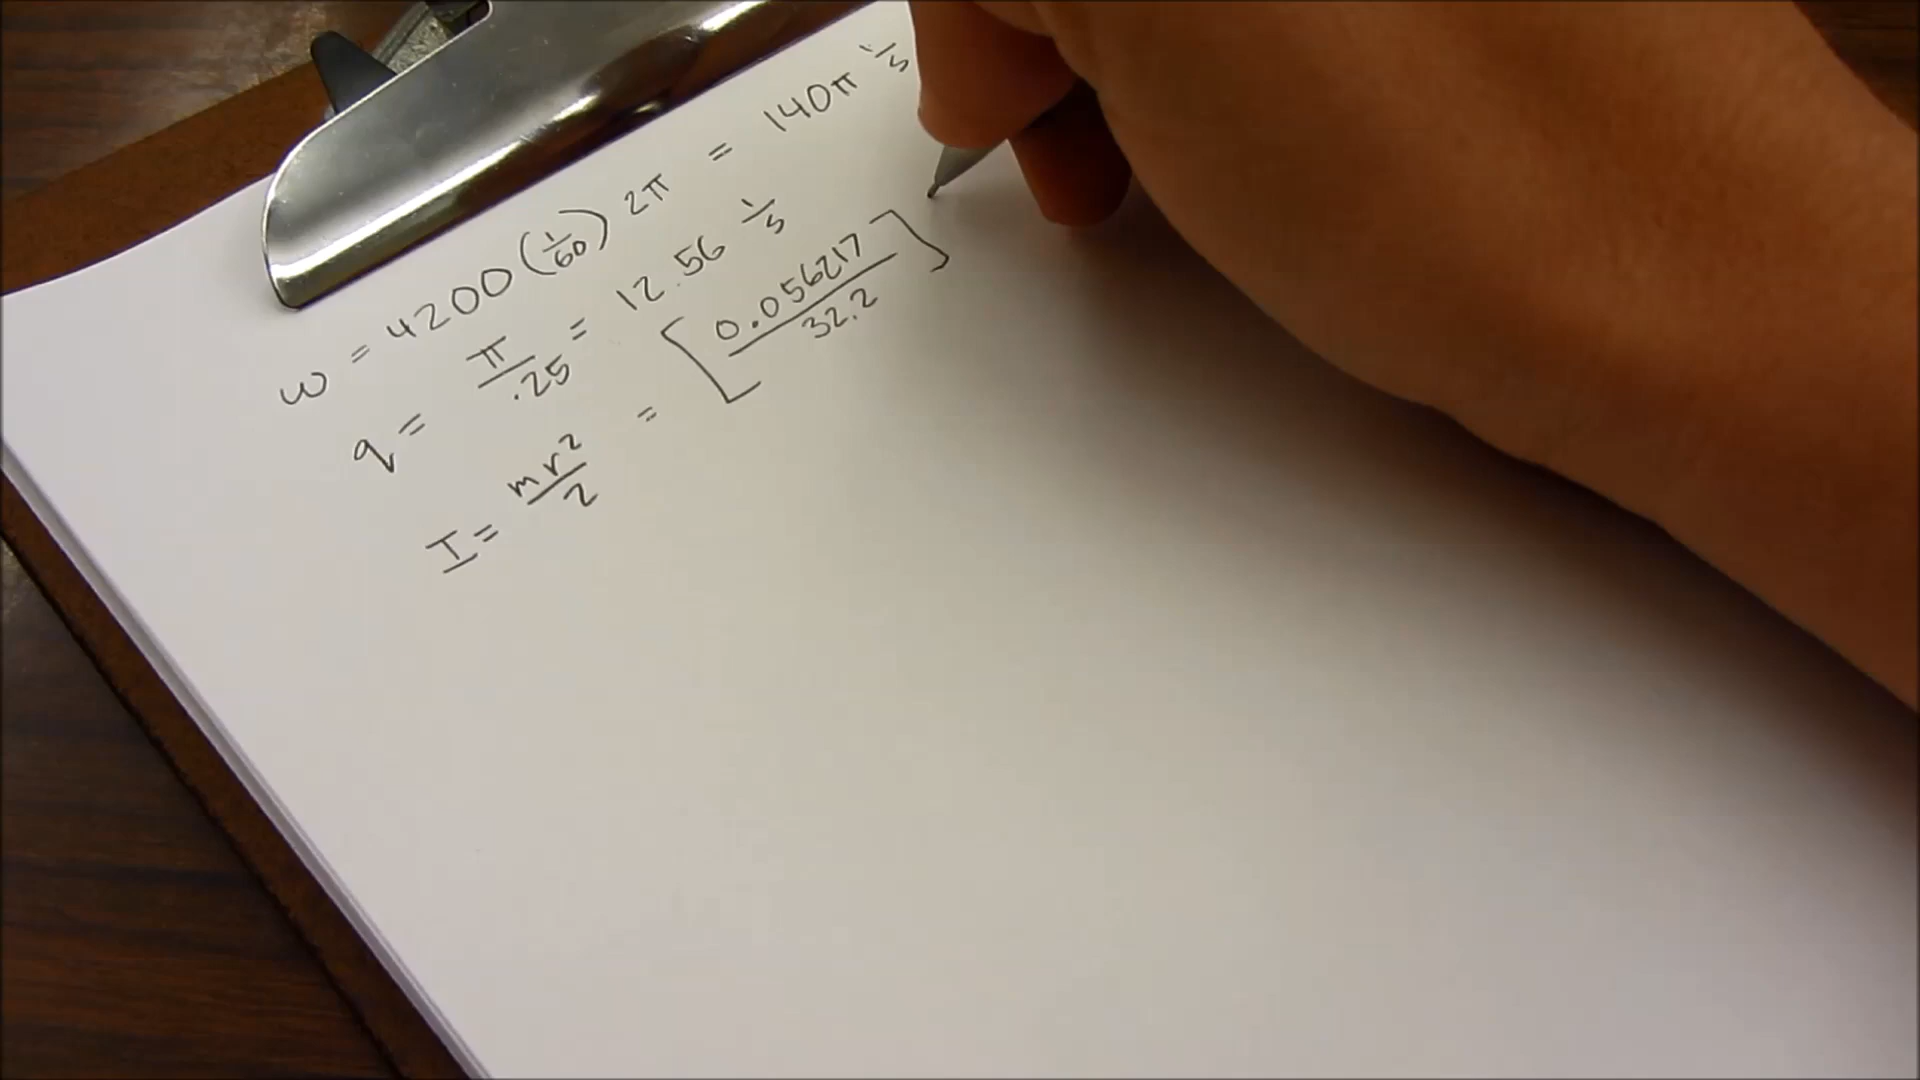 ω = 4200 (1/60) 2π = 140π 1/s
q = π/.25 = 12.56 1/s
I = mr²/2 = [0.056217/32.2]